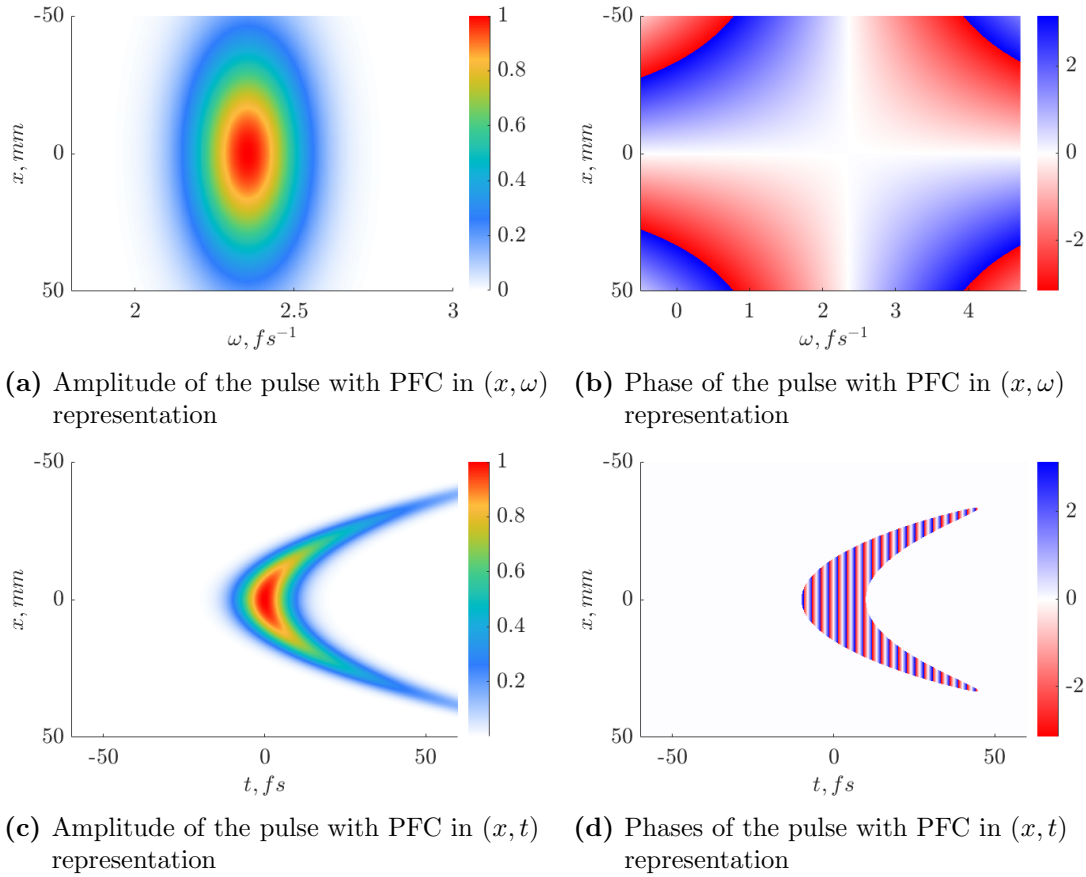 -50
0
50
x, mm
2
2.5
3
ω, fs⁻¹
1
0.8
0.6
0.4
0.2
0
-50
0
50
x, mm
0
1
2
3
4
ω, fs⁻¹
2
0
-2
(a) Amplitude of the pulse with PFC in (x, ω)
representation
(b) Phase of the pulse with PFC in (x, ω)
representation
-50
0
50
x, mm
-50
0
50
t, fs
1
0.8
0.6
0.4
0.2
-50
0
50
x, mm
-50
0
50
t, fs
2
0
-2
(c) Amplitude of the pulse with PFC in (x, t)
representation
(d) Phases of the pulse with PFC in (x, t)
representation